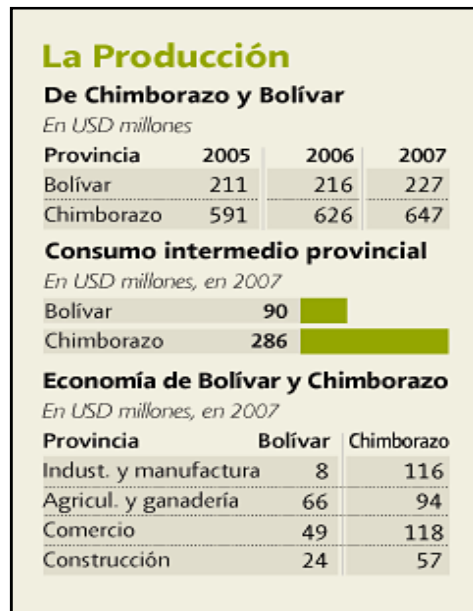 La Producción
De Chimborazo y Bolívar
En USD millones
Provincia 2005 2006 2007
Bolívar 211 216 227
Chimborazo 591 626 647
Consumo intermedio provincial
En USD millones, en 2007
Bolívar 90
Chimborazo 286
Economía de Bolívar y Chimborazo
En USD millones, en 2007
Provincia Bolívar Chimborazo
Indust. y manufactura 8 116
Agricul. y ganadería 66 94
Comercio 49 118
Construcción 24 57